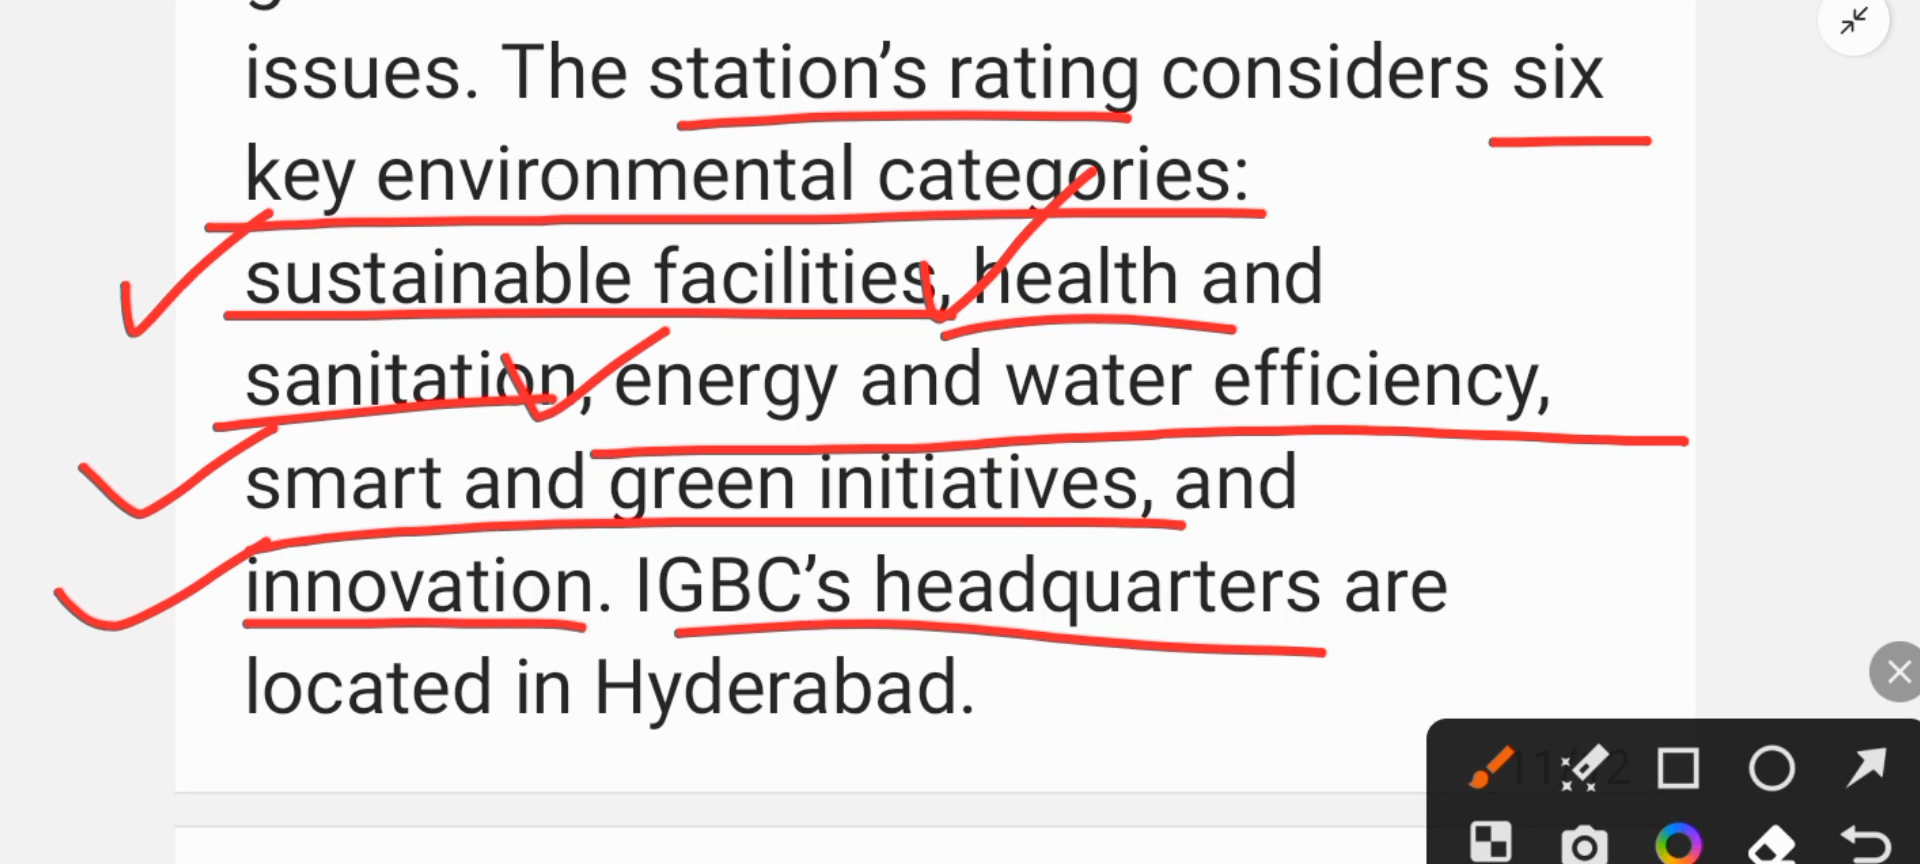 issues. The station’s rating considers six
key environmental categories:
sustainable facilities, health and
sanitation, energy and water efficiency,
smart and green initiatives, and
innovation. IGBC’s headquarters are
located in Hyderabad.